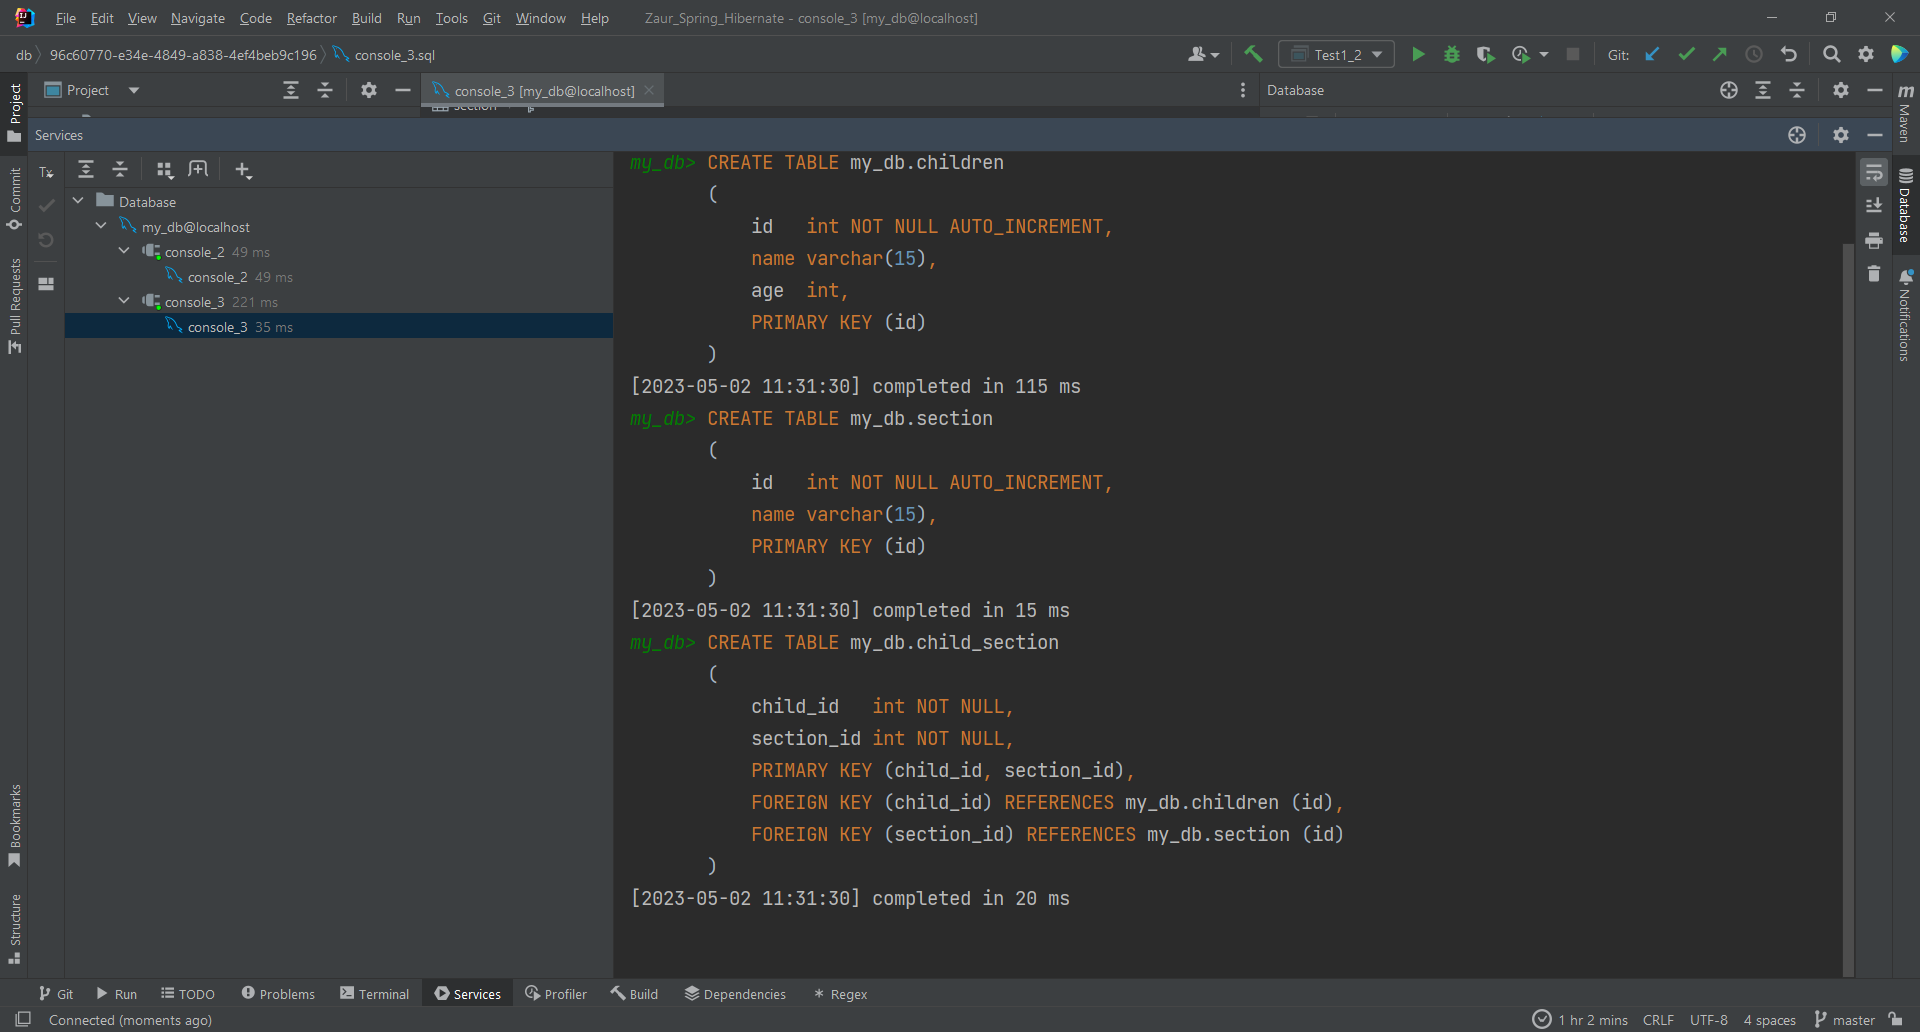 File Edit View Navigate Code Refactor Build Run Tools Git Window Help Zaur_Spring_Hibernate - console_3 [my_db@localhost]
db 96c60770-e34e-4849-a838-4ef4beb9c196 console_3.sql Test1_2 Git:
Project console_3 [my_db@localhost] Database
section
Services
Tx
Database
my_db@localhost
console_2 49 ms
console_2 49 ms
console_3 221 ms
console_3 35 ms
my_db> CREATE TABLE my_db.children
(
id int NOT NULL AUTO_INCREMENT,
name varchar(15),
age int,
PRIMARY KEY (id)
)
[2023-05-02 11:31:30] completed in 115 ms
my_db> CREATE TABLE my_db.section
(
id int NOT NULL AUTO_INCREMENT,
name varchar(15),
PRIMARY KEY (id)
)
[2023-05-02 11:31:30] completed in 15 ms
my_db> CREATE TABLE my_db.child_section
(
child_id int NOT NULL,
section_id int NOT NULL,
PRIMARY KEY (child_id, section_id),
FOREIGN KEY (child_id) REFERENCES my_db.children (id),
FOREIGN KEY (section_id) REFERENCES my_db.section (id)
)
[2023-05-02 11:31:30] completed in 20 ms
Project
Commit
Pull Requests
Bookmarks
Structure
m
Maven
Database
Notifications
Git Run TODO Problems Terminal Services Profiler Build Dependencies Regex
Connected (moments ago) 1 hr 2 mins CRLF UTF-8 4 spaces master